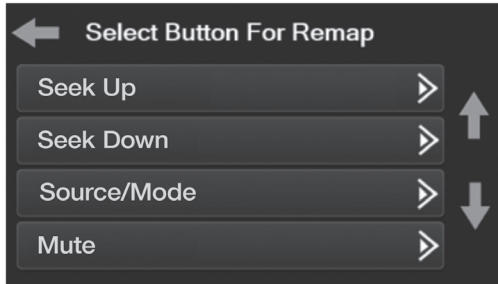 Select Button For Remap
Seek Up
Seek Down
Source/Mode
Mute